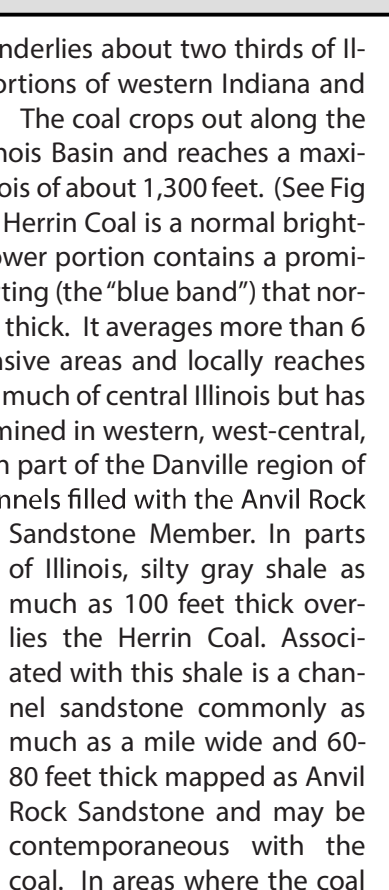 nderlies about two thirds of Il-
ortions of western Indiana and
The coal crops out along the
nois Basin and reaches a maxi-
ois of about 1,300 feet. (See Fig
Herrin Coal is a normal bright-
ower portion contains a promi-
ting (the “blue band”) that nor-
thick. It averages more than 6
nsive areas and locally reaches
much of central Illinois but has
mined in western, west-central,
n part of the Danville region of
nnels filled with the Anvil Rock
Sandstone Member. In parts
of Illinois, silty gray shale as
much as 100 feet thick over-
lies the Herrin Coal. Associ-
ated with this shale is a chan-
nel sandstone commonly as
much as a mile wide and 60-
80 feet thick mapped as Anvil
Rock Sandstone and may be
contemporaneous with the
coal. In areas where the coal